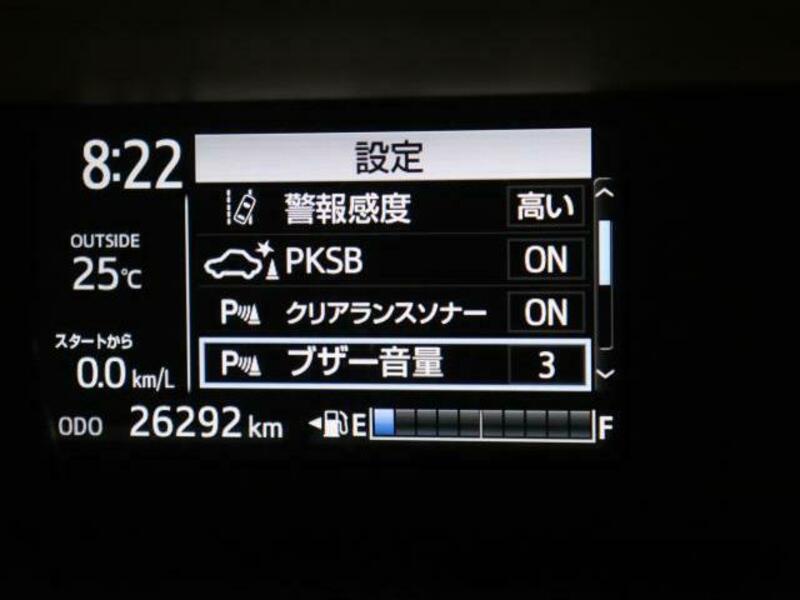 8:22
設定
警報感度 高い
OUTSIDE
25℃
PKSB ON
P クリアランスソナー ON
スタートから
0.0 km/L
P ブザー音量 3
ODO 26292 km E F